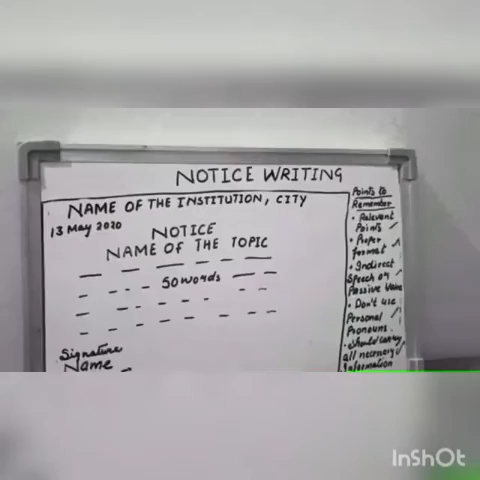 NOTICE WRITING
NAME OF THE INSTITUTION, CITY
13 May 2020
NOTICE
NAME OF THE TOPIC
50 words
Signature
Name
Points to
Remember
• Relevant
Points
• Proper
format
• Indirect
Speech or
Passive Voice
• Don't use
Personal
Pronouns.
• Should carry
all necessary
Information
InShOt